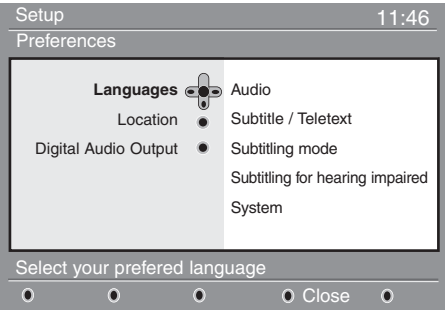 Setup 11:46
Preferences
Languages Audio
Location Subtitle / Teletext
Digital Audio Output Subtitling mode
Subtitling for hearing impaired
System
Select your prefered language
Close